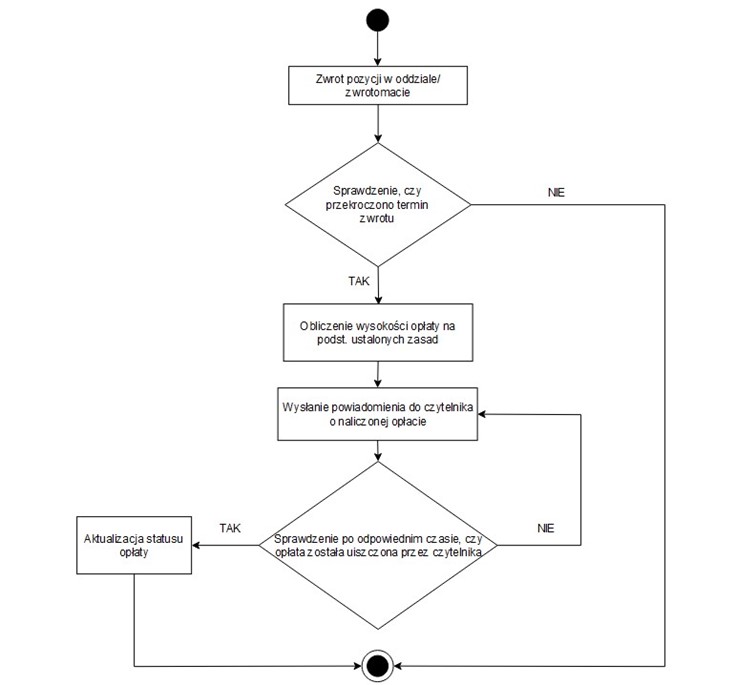 Zwrot pozycji w oddziale/
zwrotomacie
Sprawdzenie, czy
przekroczono termin
zwrotu
NIE
TAK
Obliczenie wysokości opłaty na
podst. ustalonych zasad
Wysłanie powiadomienia do czytelnika
o naliczonej opłacie
TAK
NIE
Sprawdzenie po odpowiednim czasie, czy
opłata została uiszczona przez czytelnika
Aktualizacja statusu
opłaty